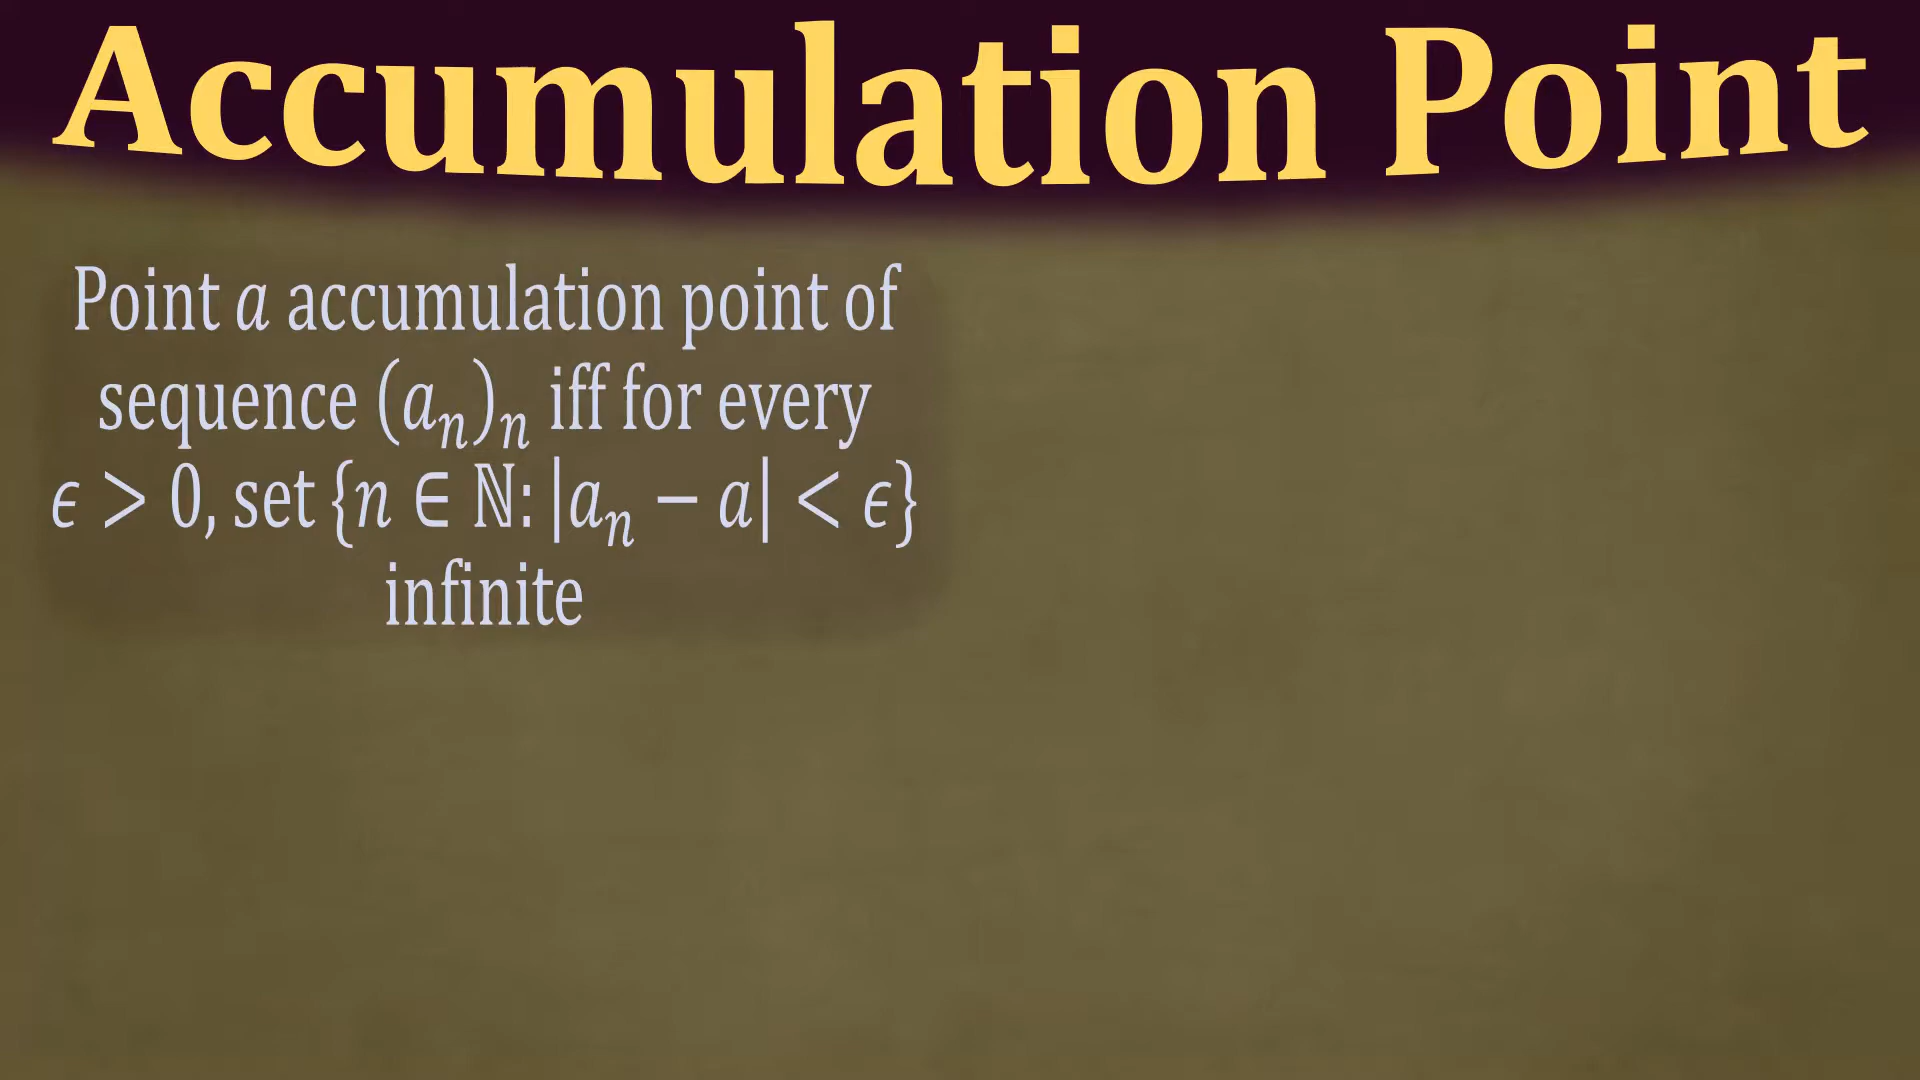 Accumulation Point
Point a accumulation point of
sequence (aₙ)ₙ iff for every
ϵ > 0, set {n ∈ ℕ: |aₙ − a| < ϵ}
infinite